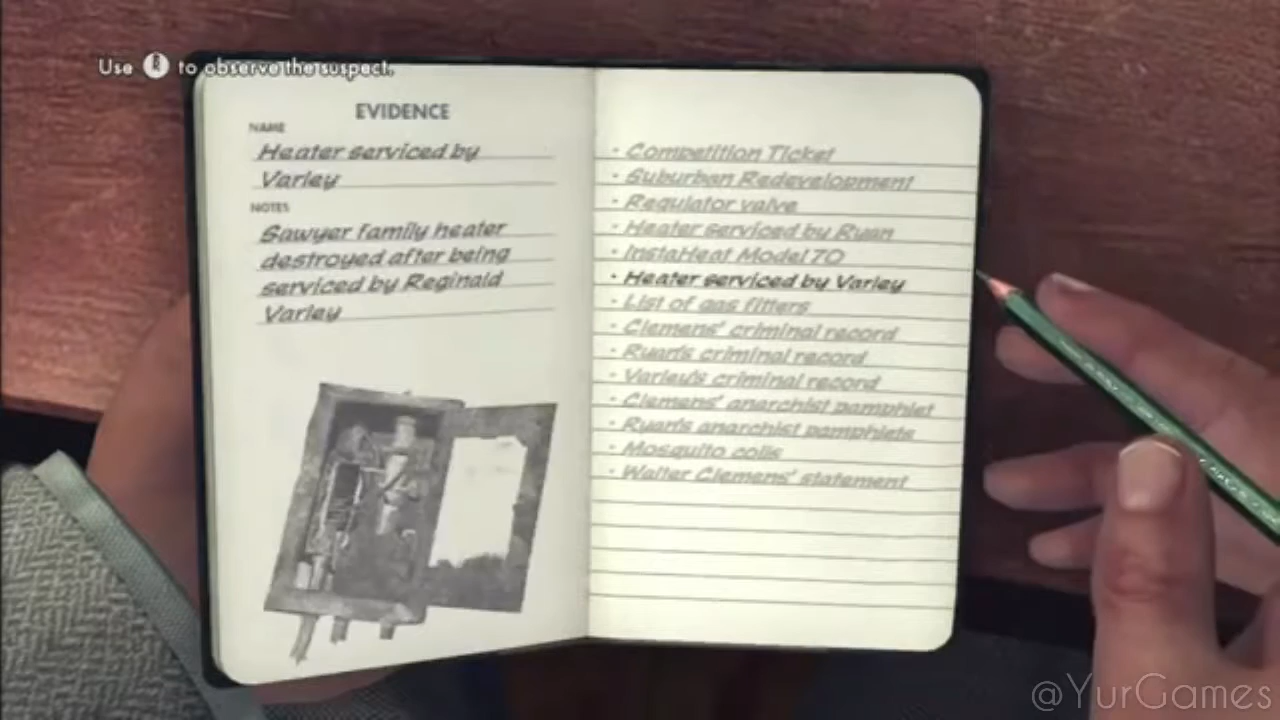 Use R to observe the suspect.
EVIDENCE
NAME
Heater serviced by
Varley
NOTES
Sawyer family heater
destroyed after being
serviced by Reginald
Varley
· Competition Ticket
· Suburban Redevelopment
· Regulator valve
· Heater serviced by Ryan
· InstaHeat Model 70
· Heater serviced by Varley
· List of gas fitters
· Clemens' criminal record
· Ryan's criminal record
· Varley's criminal record
· Clemens' anarchist pamphlet
· Ryan's anarchist pamphlets
· Mosquito coils
· Walter Clemens' statement
@YurGames